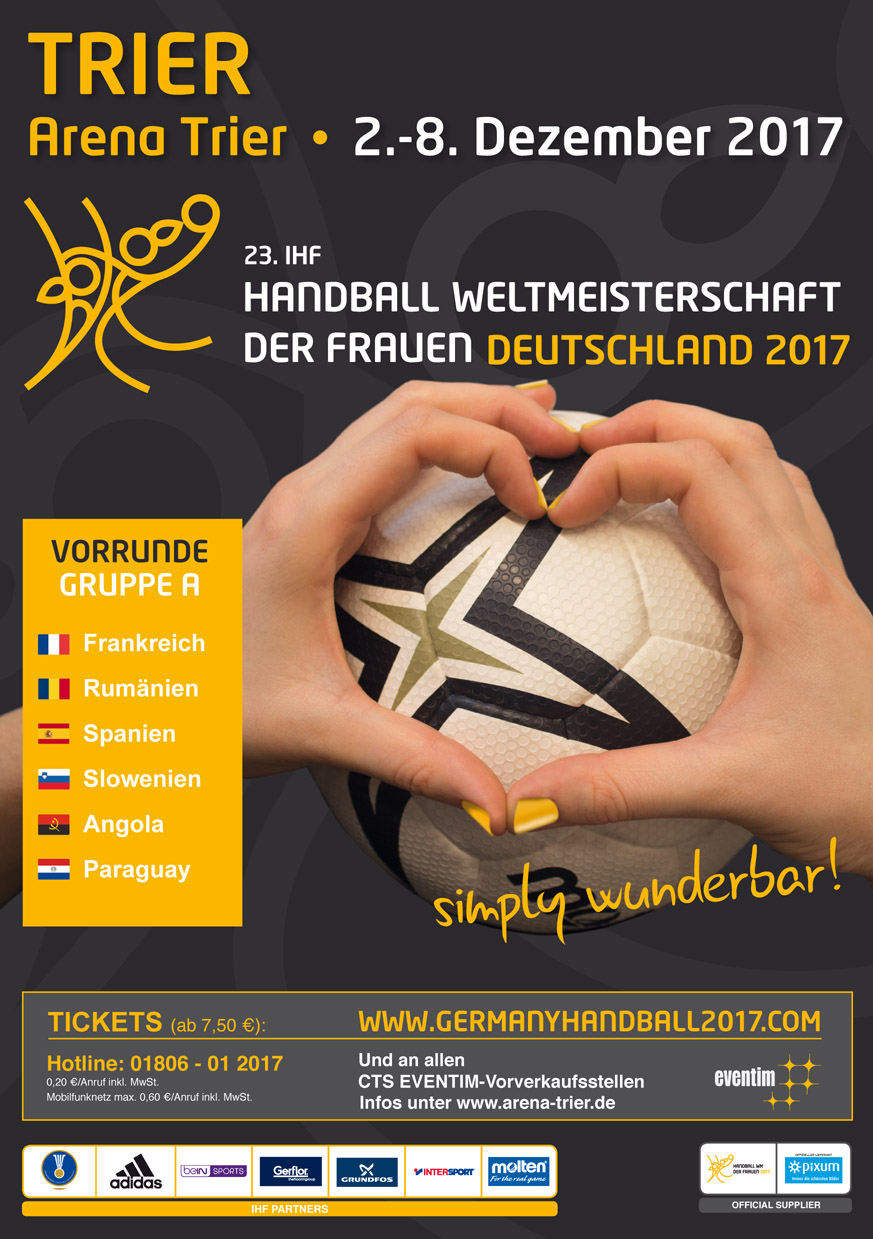 TRIER
Arena Trier • 2.-8. Dezember 2017
23. IHF
HANDBALL WELTMEISTERSCHAFT
DER FRAUEN DEUTSCHLAND 2017
VORRUNDE
GRUPPE A
Frankreich
Rumänien
Spanien
Slowenien
Angola
Paraguay
simply wunderbar!
TICKETS (ab 7,50 €):
Hotline: 01806 - 01 2017
0,20 €/Anruf inkl. MwSt.
Mobilfunknetz max. 0,60 €/Anruf inkl. MwSt.
WWW.GERMANYHANDBALL2017.COM
Und an allen
CTS EVENTIM-Vorverkaufsstellen
Infos unter www.arena-trier.de
eventim
adidas
beIN SPORTS
Gerflor
theflooringgroup
GRUNDFOS
INTERSPORT
molten
For the real game
IHF PARTNERS
HANDBALL WM
DER FRAUEN 2017
OFFIZIELLER LIEFERANT
pixum
OFFICIAL SUPPLIER